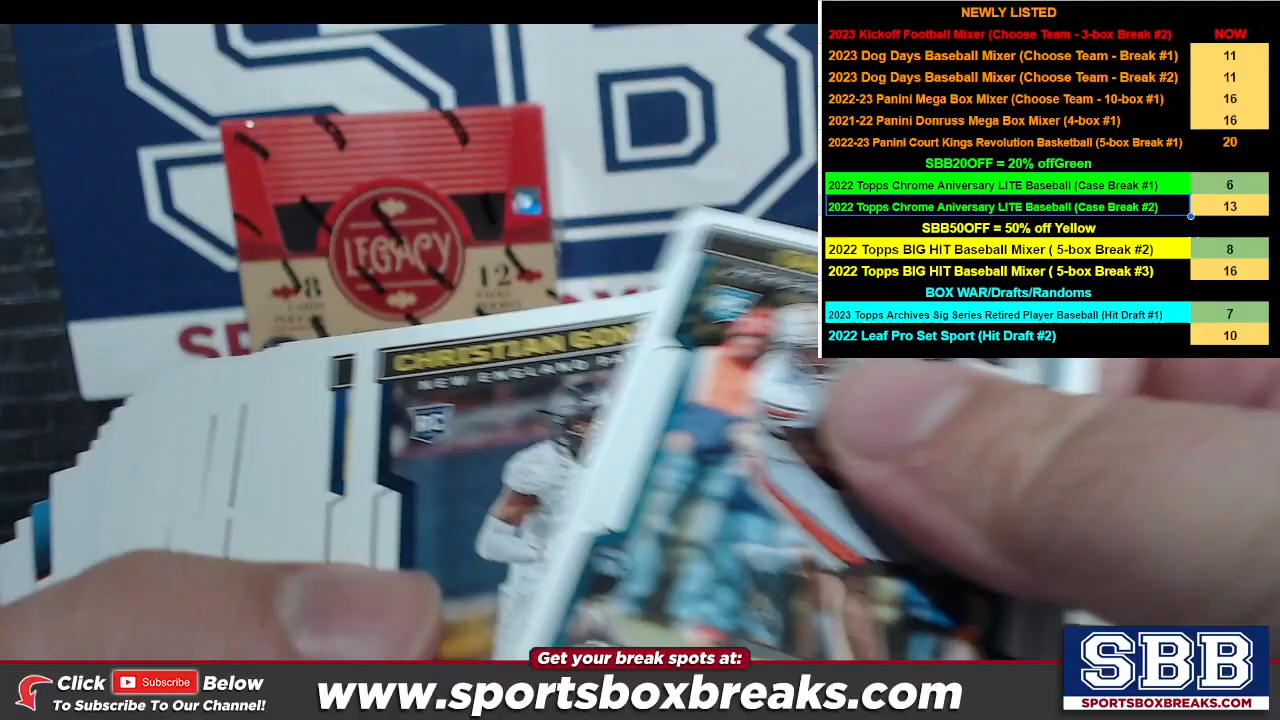 NEWLY LISTED
2023 Kickoff Football Mixer (Choose Team - 3-box Break #2) NOW
2023 Dog Days Baseball Mixer (Choose Team - Break #1) 11
2023 Dog Days Baseball Mixer (Choose Team - Break #2) 11
2022-23 Panini Mega Box Mixer (Choose Team - 10-box #1) 16
2021-22 Panini Donruss Mega Box Mixer (4-box #1) 16
2022-23 Panini Court Kings Revolution Basketball (5-box Break #1) 20
SBB20OFF = 20% offGreen
2022 Topps Chrome Aniversary LITE Baseball (Case Break #1) 6
2022 Topps Chrome Aniversary LITE Baseball (Case Break #2) 13
SBB50OFF = 50% off Yellow
2022 Topps BIG HIT Baseball Mixer ( 5-box Break #2) 8
2022 Topps BIG HIT Baseball Mixer ( 5-box Break #3) 16
BOX WAR/Drafts/Randoms
2023 Topps Archives Sig Series Retired Player Baseball (Hit Draft #1) 7
2022 Leaf Pro Set Sport (Hit Draft #2) 10
SBB
LEGACY
8
12
CHRISTIAN GON
NEW ENGLAND
RC
Get your break spots at:
Click Subscribe Below
To Subscribe To Our Channel!
www.sportsboxbreaks.com
SBB
SPORTSBOXBREAKS.COM